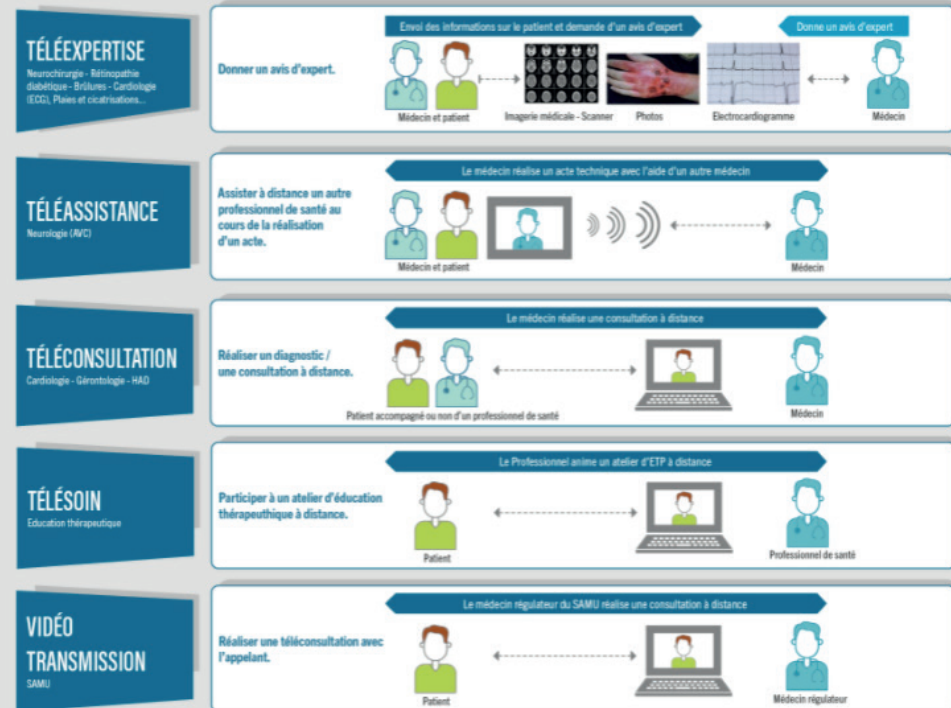 TÉLÉEXPERTISE
Neurochirurgie - Rétinopathie
diabétique - Brûlures - Cardiologie
(ECG), Plaies et cicatrisations...
Donner un avis d'expert.
Envoi des informations sur le patient et demande d'un avis d'expert
Donne un avis d'expert
Médecin et patient
Imagerie médicale - Scanner
Photos
Electrocardiogramme
Médecin
TÉLÉASSISTANCE
Neurologie (AVC)
Assister à distance un autre
professionnel de santé au
cours de la réalisation
d'un acte.
Le médecin réalise un acte technique avec l'aide d'un autre médecin
Médecin et patient
Médecin
TÉLÉCONSULTATION
Cardiologie - Gérontologie - HAD
Réaliser un diagnostic /
une consultation à distance.
Le médecin réalise une consultation à distance
Patient accompagné ou non d'un professionnel de santé
Médecin
TÉLÉSOIN
Education thérapeutique
Participer à un atelier d'éducation
thérapeuthique à distance.
Le Professionnel anime un atelier d'ETP à distance
Patient
Professionnel de santé
VIDÉO
TRANSMISSION
SAMU
Réaliser une téléconsultation avec
l'appelant.
Le médecin régulateur du SAMU réalise une consultation à distance
Patient
Médecin régulateur